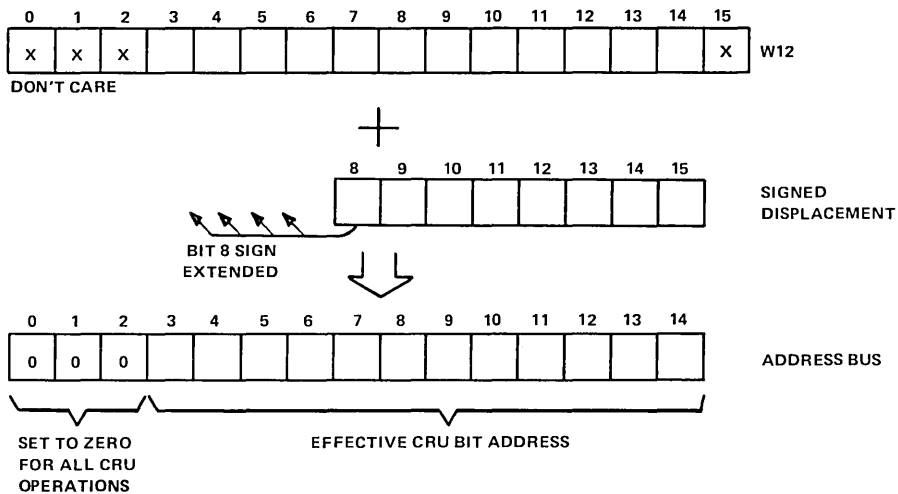 0 1 2 3 4 5 6 7 8 9 10 11 12 13 14 15
X X X X W12
DON'T CARE
+
8 9 10 11 12 13 14 15
SIGNED
DISPLACEMENT
BIT 8 SIGN
EXTENDED
0 1 2 3 4 5 6 7 8 9 10 11 12 13 14
0 0 0 ADDRESS BUS
SET TO ZERO
FOR ALL CRU
OPERATIONS
EFFECTIVE CRU BIT ADDRESS